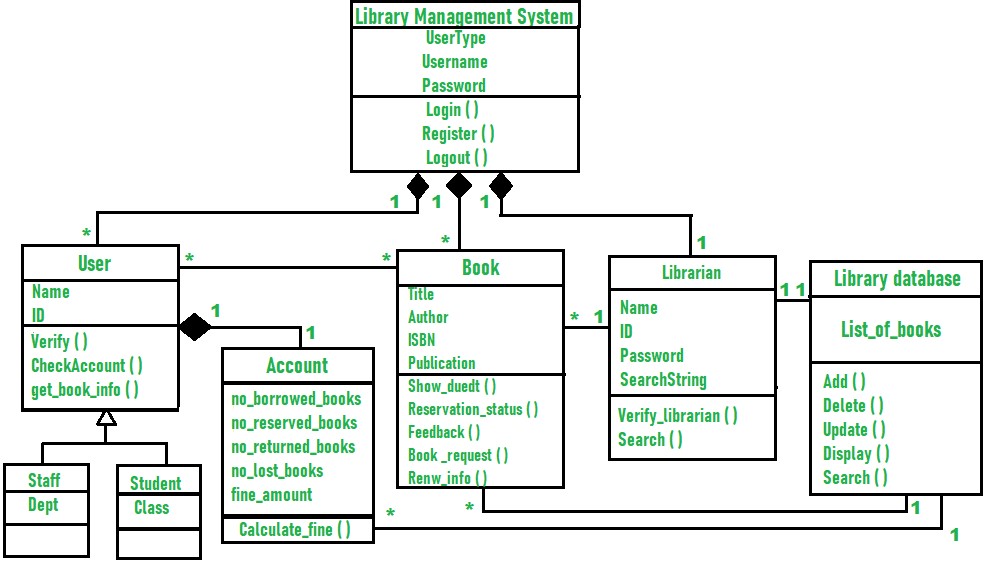 Library Management System
UserType
Username
Password
Login ( )
Register ( )
Logout ( )
1
1
1
*
*
1
User
Name
ID
Verify ( )
CheckAccount ( )
get_book_info ( )
*
*
1
1
Book
Title
Author
ISBN
Publication
Show_duedt ( )
Reservation_status ( )
Feedback ( )
Book _request ( )
Renw_info ( )
*
1
Librarian
Name
ID
Password
SearchString
Verify_librarian ( )
Search ( )
1
1
Library database
List_of_books
Add ( )
Delete ( )
Update ( )
Display ( )
Search ( )
Account
no_borrowed_books
no_reserved_books
no_returned_books
no_lost_books
fine_amount
Calculate_fine ( )
Staff
Dept
Student
Class
*
*
1
1